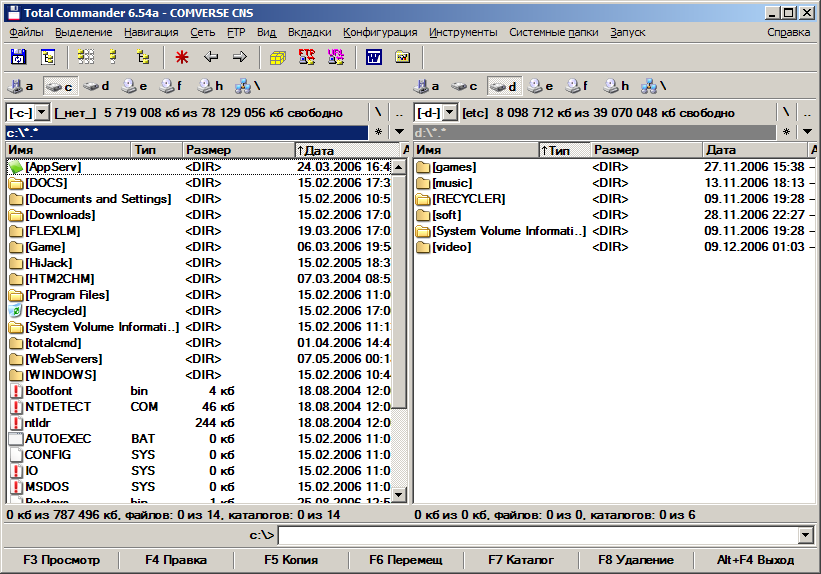 Total Commander 6.54a - COMVERSE CNS
Файлы Выделение Навигация Сеть FTP Вид Вкладки Конфигурация Инструменты Системные папки Запуск Справка
FTP URL W
a c d e f h \ a c d e f h \
[-c-] [_нет_] 5 719 008 кб из 78 129 056 кб свободно \ .. [-d-] [etc] 8 098 712 кб из 39 070 048 кб свободно \ ..
c:\*.* * d:\*.* *
Имя Тип Размер ↑Дата А Имя ↑Тип Размер Дата А
[AppServ] <DIR> 24.03.2006 16:4 [games] <DIR> 27.11.2006 15:38 –
[DOCS] <DIR> 15.02.2006 17:3 [music] <DIR> 13.11.2006 18:13 –
[Documents and Settings] <DIR> 15.02.2006 10:5 [RECYCLER] <DIR> 09.11.2006 19:28 –
[Downloads] <DIR> 15.02.2006 17:0 [soft] <DIR> 28.11.2006 22:27 –
[FLEXLM] <DIR> 19.03.2006 17:0 [System Volume Informati..] <DIR> 09.11.2006 19:28 –
[Game] <DIR> 06.03.2006 19:5 [video] <DIR> 09.12.2006 01:03 –
[HiJack] <DIR> 15.02.2005 18:3
[HTM2CHM] <DIR> 07.03.2004 08:5
[Program Files] <DIR> 15.02.2006 11:0
[Recycled] <DIR> 15.02.2006 17:0
[System Volume Informati..] <DIR> 15.02.2006 11:1
[totalcmd] <DIR> 01.04.2006 14:4
[WebServers] <DIR> 07.05.2006 00:1
[WINDOWS] <DIR> 15.02.2006 10:4
Bootfont bin 4 кб 18.08.2004 12:0
NTDETECT COM 46 кб 18.08.2004 12:0
ntldr 244 кб 18.08.2004 12:0
AUTOEXEC BAT 0 кб 15.02.2006 11:0
CONFIG SYS 0 кб 15.02.2006 11:0
IO SYS 0 кб 15.02.2006 11:0
MSDOS SYS 0 кб 15.02.2006 11:0
bin 1 кб 25.08.2006 12:5
0 кб из 787 496 кб, файлов: 0 из 14, каталогов: 0 из 14 0 кб из 0 кб, файлов: 0 из 0, каталогов: 0 из 6
c:\>
F3 Просмотр F4 Правка F5 Копия F6 Перемещ F7 Каталог F8 Удаление Alt+F4 Выход